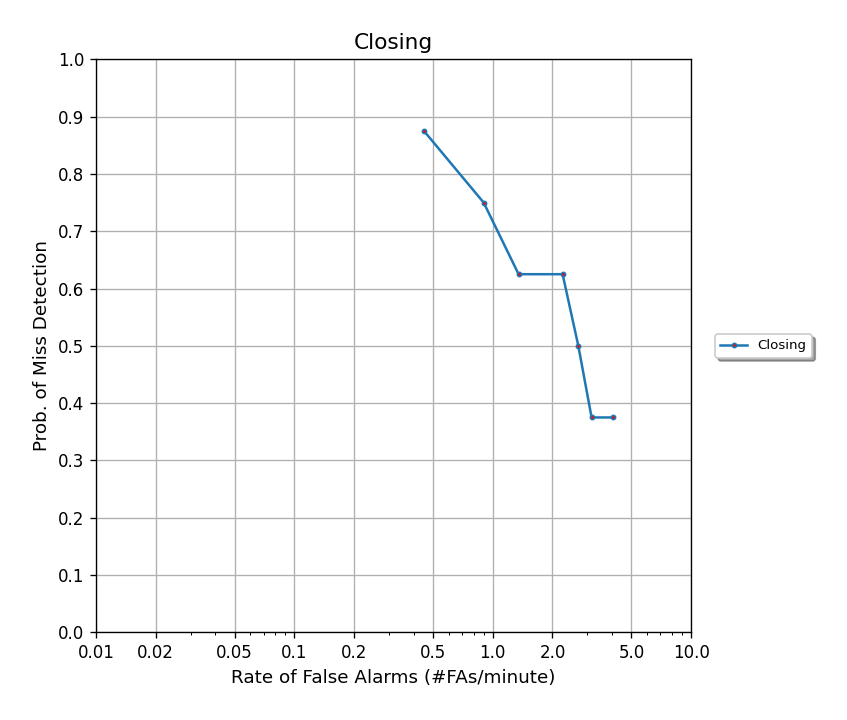 Closing
1.0
0.9
0.8
0.7
0.6
0.5
0.4
0.3
0.2
0.1
0.0
Prob. of Miss Detection
0.01 0.02 0.05 0.1 0.2 0.5 1.0 2.0 5.0 10.0
Rate of False Alarms (#FAs/minute)
Closing